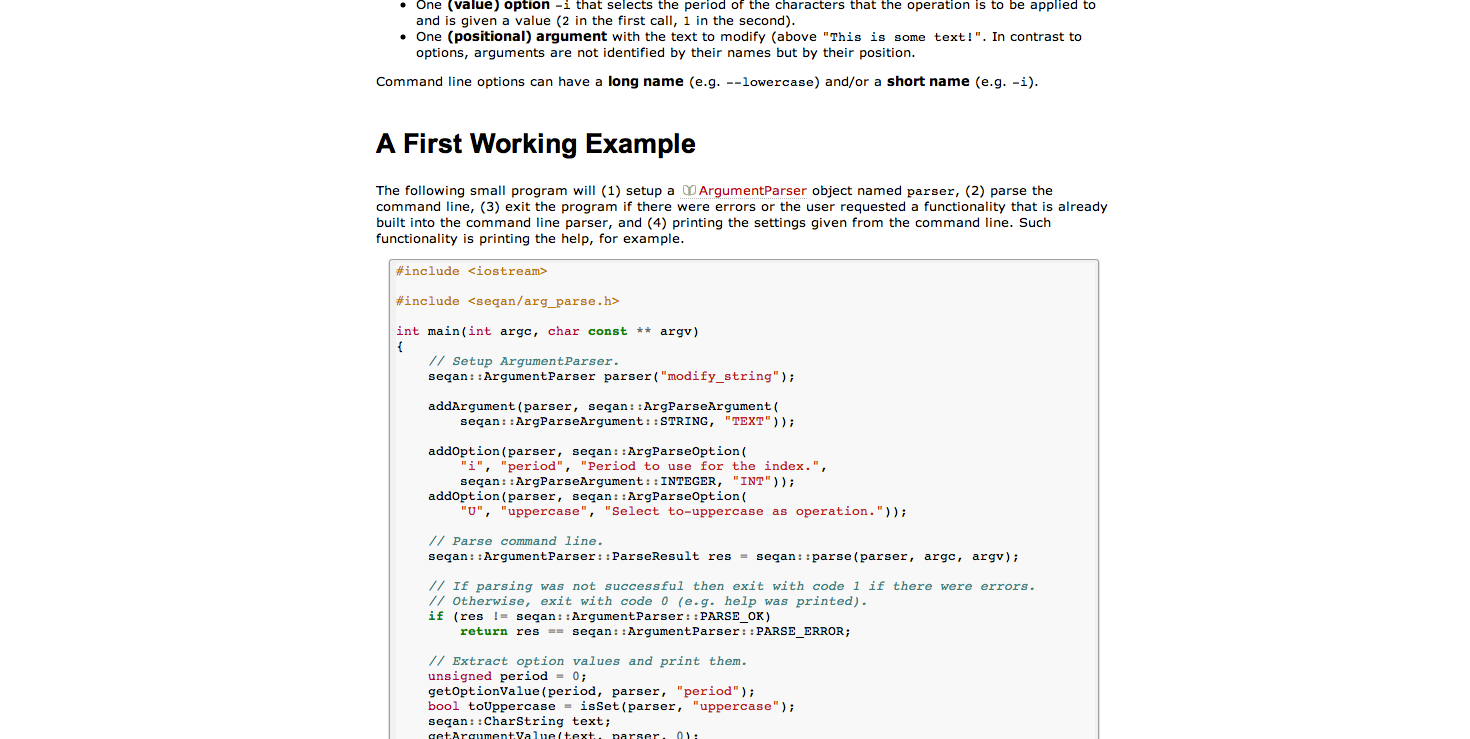 • One (value) option -i that selects the period of the characters that the operation is to be applied to
and is given a value (2 in the first call, 1 in the second).
• One (positional) argument with the text to modify (above "This is some text!". In contrast to
options, arguments are not identified by their names but by their position.
Command line options can have a long name (e.g. --lowercase) and/or a short name (e.g. -i).
A First Working Example
The following small program will (1) setup a ArgumentParser object named parser, (2) parse the
command line, (3) exit the program if there were errors or the user requested a functionality that is already
built into the command line parser, and (4) printing the settings given from the command line. Such
functionality is printing the help, for example.
#include <iostream>
#include <seqan/arg_parse.h>
int main(int argc, char const ** argv)
{
// Setup ArgumentParser.
seqan::ArgumentParser parser("modify_string");
addArgument(parser, seqan::ArgParseArgument(
seqan::ArgParseArgument::STRING, "TEXT"));
addOption(parser, seqan::ArgParseOption(
"i", "period", "Period to use for the index.",
seqan::ArgParseArgument::INTEGER, "INT"));
addOption(parser, seqan::ArgParseOption(
"U", "uppercase", "Select to-uppercase as operation."));
// Parse command line.
seqan::ArgumentParser::ParseResult res = seqan::parse(parser, argc, argv);
// If parsing was not successful then exit with code 1 if there were errors.
// Otherwise, exit with code 0 (e.g. help was printed).
if (res != seqan::ArgumentParser::PARSE_OK)
return res == seqan::ArgumentParser::PARSE_ERROR;
// Extract option values and print them.
unsigned period = 0;
getOptionValue(period, parser, "period");
bool toUppercase = isSet(parser, "uppercase");
seqan::CharString text;
getArgumentValue(text, parser, 0);